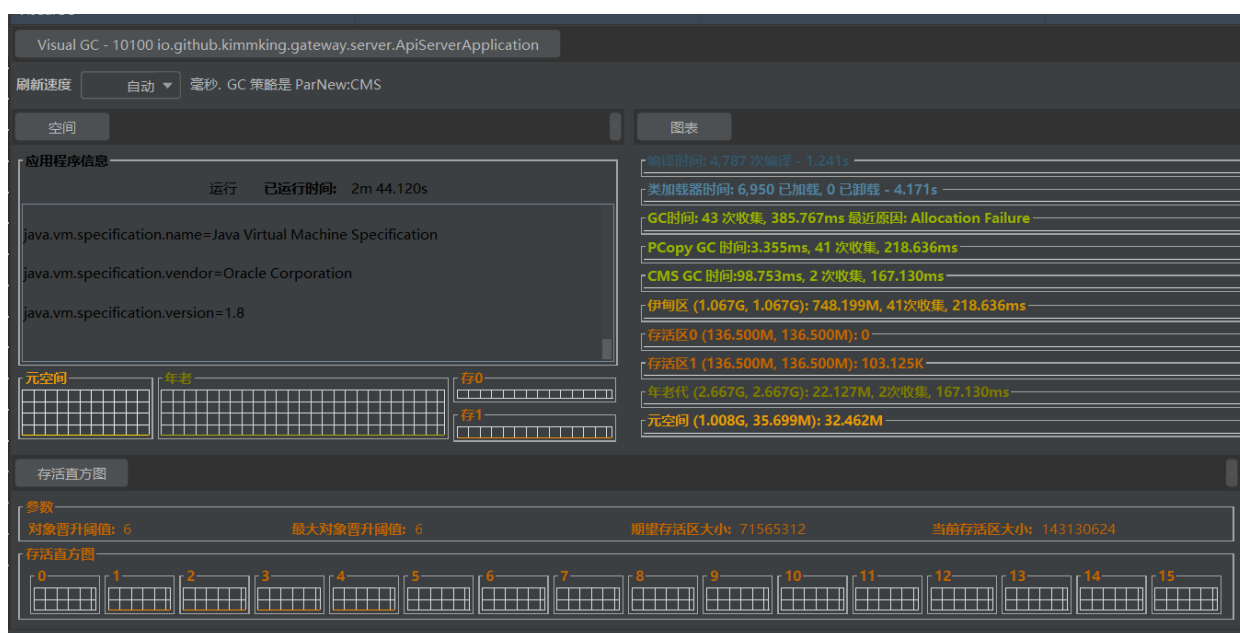 Visual GC - 10100 io.github.kimmking.gateway.server.ApiServerApplication
刷新速度 自动 毫秒. GC 策略是 ParNew:CMS
空间
应用程序信息
运行 已运行时间: 2m 44.120s
java.vm.specification.name=Java Virtual Machine Specification
java.vm.specification.vendor=Oracle Corporation
java.vm.specification.version=1.8
元空间 年老 存0
存1
图表
编译时间: 4,787 次编译 - 1.241s
类加载器时间: 6,950 已加载, 0 已卸载 - 4.171s
GC时间: 43 次收集, 385.767ms 最近原因: Allocation Failure
PCopy GC 时间:3.355ms, 41 次收集, 218.636ms
CMS GC 时间:98.753ms, 2 次收集, 167.130ms
伊甸区 (1.067G, 1.067G): 748.199M, 41次收集, 218.636ms
存活区0 (136.500M, 136.500M): 0
存活区1 (136.500M, 136.500M): 103.125K
年老代 (2.667G, 2.667G): 22.127M, 2次收集, 167.130ms
元空间 (1.008G, 35.699M): 32.462M
存活直方图
参数
对象晋升阈值: 6 最大对象晋升阈值: 6 期望存活区大小: 71565312 当前存活区大小: 143130624
存活直方图
0 1 2 3 4 5 6 7 8 9 10 11 12 13 14 15